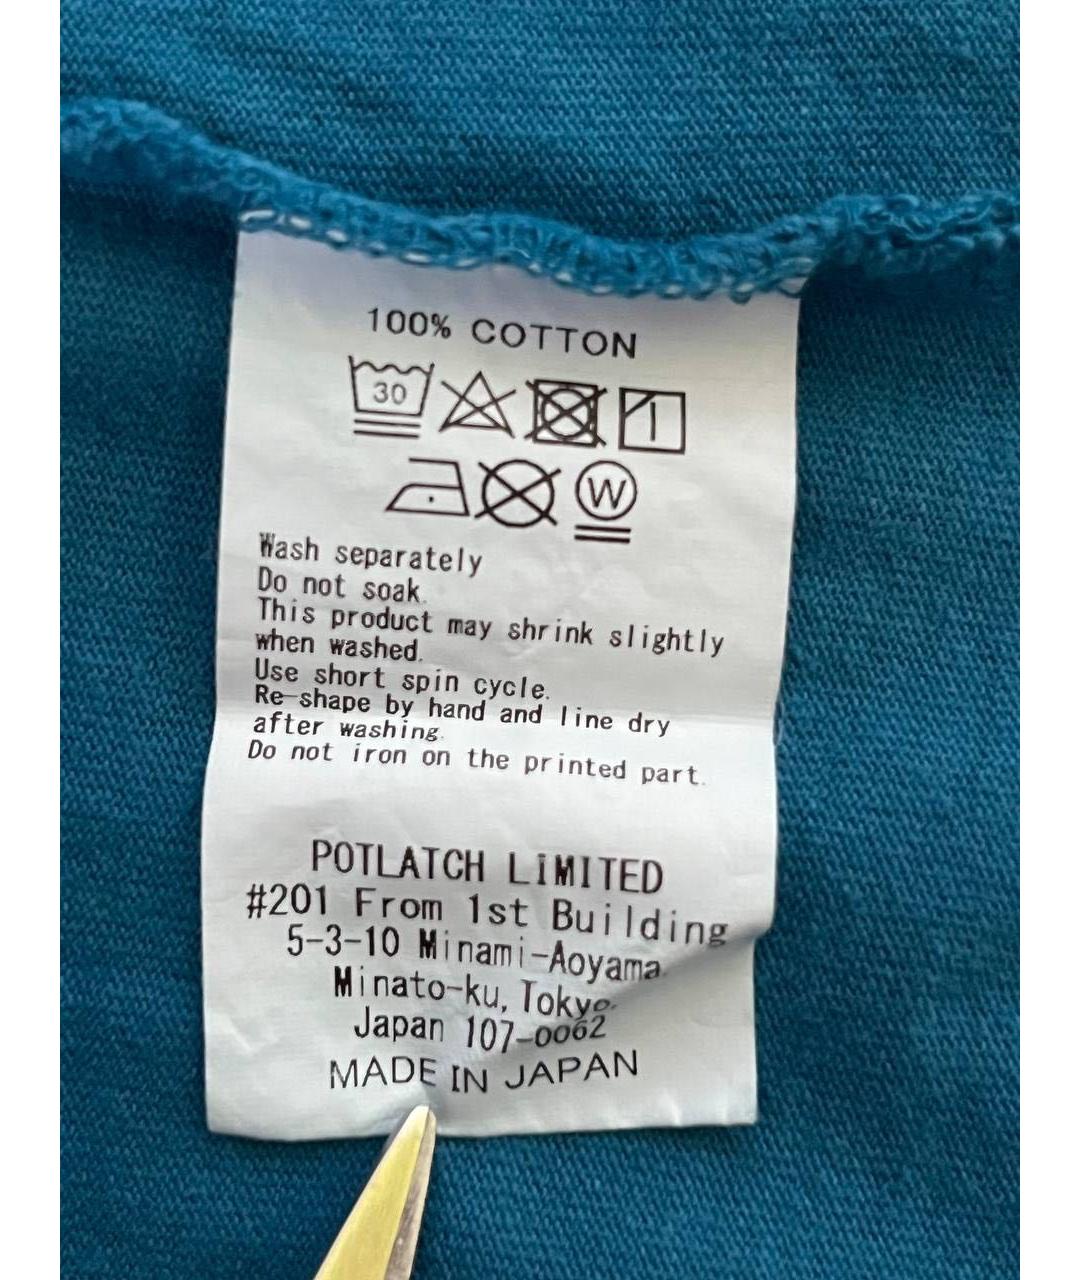 100% COTTON
30
W
Wash separately
Do not soak.
This product may shrink slightly
when washed.
Use short spin cycle.
Re-shape by hand and line dry
after washing.
Do not iron on the printed part.
POTLATCH LIMITED
#201 From 1st Building
5-3-10 Minami-Aoyama
Minato-ku, Tokyo
Japan 107-0062
MADE IN JAPAN